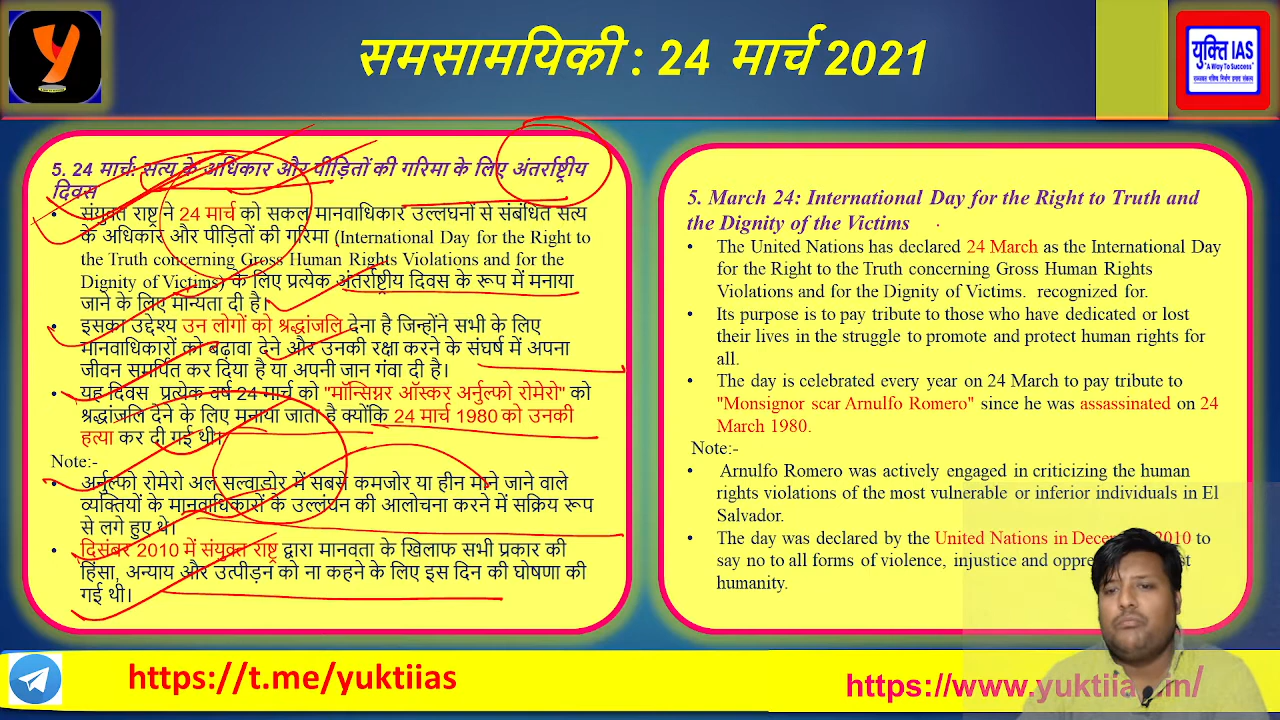 समसामयिकी : 24 मार्च 2021
युक्ति IAS
"A Way To Success"
5. 24 मार्च: सत्य के अधिकार और पीड़ितों की गरिमा के लिए अंतर्राष्ट्रीय
दिवस
• संयुक्त राष्ट्र ने 24 मार्च को सकल मानवाधिकार उल्लघनों से संबंधित सत्य
के अधिकार और पीड़ितों की गरिमा (International Day for the Right to
the Truth concerning Gross Human Rights Violations and for the
Dignity of Victims) के लिए प्रत्येक अंतर्राष्ट्रीय दिवस के रूप में मनाया
जाने के लिए मान्यता दी है।
• इसका उद्देश्य उन लोगों को श्रद्धांजलि देना है जिन्होंने सभी के लिए
मानवाधिकारों को बढ़ावा देने और उनकी रक्षा करने के संघर्ष में अपना
जीवन समर्पित कर दिया है या अपनी जान गंवा दी है।
• यह दिवस प्रत्येक वर्ष 24 मार्च को "मॉन्सिग्नर ऑस्कर अर्नुल्फो रोमेरो" को
श्रद्धांजलि देने के लिए मनाया जाता है क्योंकि 24 मार्च 1980 को उनकी
हत्या कर दी गई थी।
Note:-
• अर्नुल्फो रोमेरो अल सल्वाडोर में सबसे कमजोर या हीन माने जाने वाले
व्यक्तियों के मानवाधिकारों के उल्लंघन की आलोचना करने में सक्रिय रूप
से लगे हुए थे।
• दिसंबर 2010 में संयुक्त राष्ट्र द्वारा मानवता के खिलाफ सभी प्रकार की
हिंसा, अन्याय और उत्पीड़न को ना कहने के लिए इस दिन की घोषणा की
गई थी।
5. March 24: International Day for the Right to Truth and
the Dignity of the Victims
• The United Nations has declared 24 March as the International Day
for the Right to the Truth concerning Gross Human Rights
Violations and for the Dignity of Victims. recognized for.
• Its purpose is to pay tribute to those who have dedicated or lost
their lives in the struggle to promote and protect human rights for
all.
• The day is celebrated every year on 24 March to pay tribute to
"Monsignor scar Arnulfo Romero" since he was assassinated on 24
March 1980.
Note:-
• Arnulfo Romero was actively engaged in criticizing the human
rights violations of the most vulnerable or inferior individuals in El
Salvador.
• The day was declared by the United Nations in 2010 to
say no to all forms of violence, injustice and
humanity.
https://t.me/yuktiias